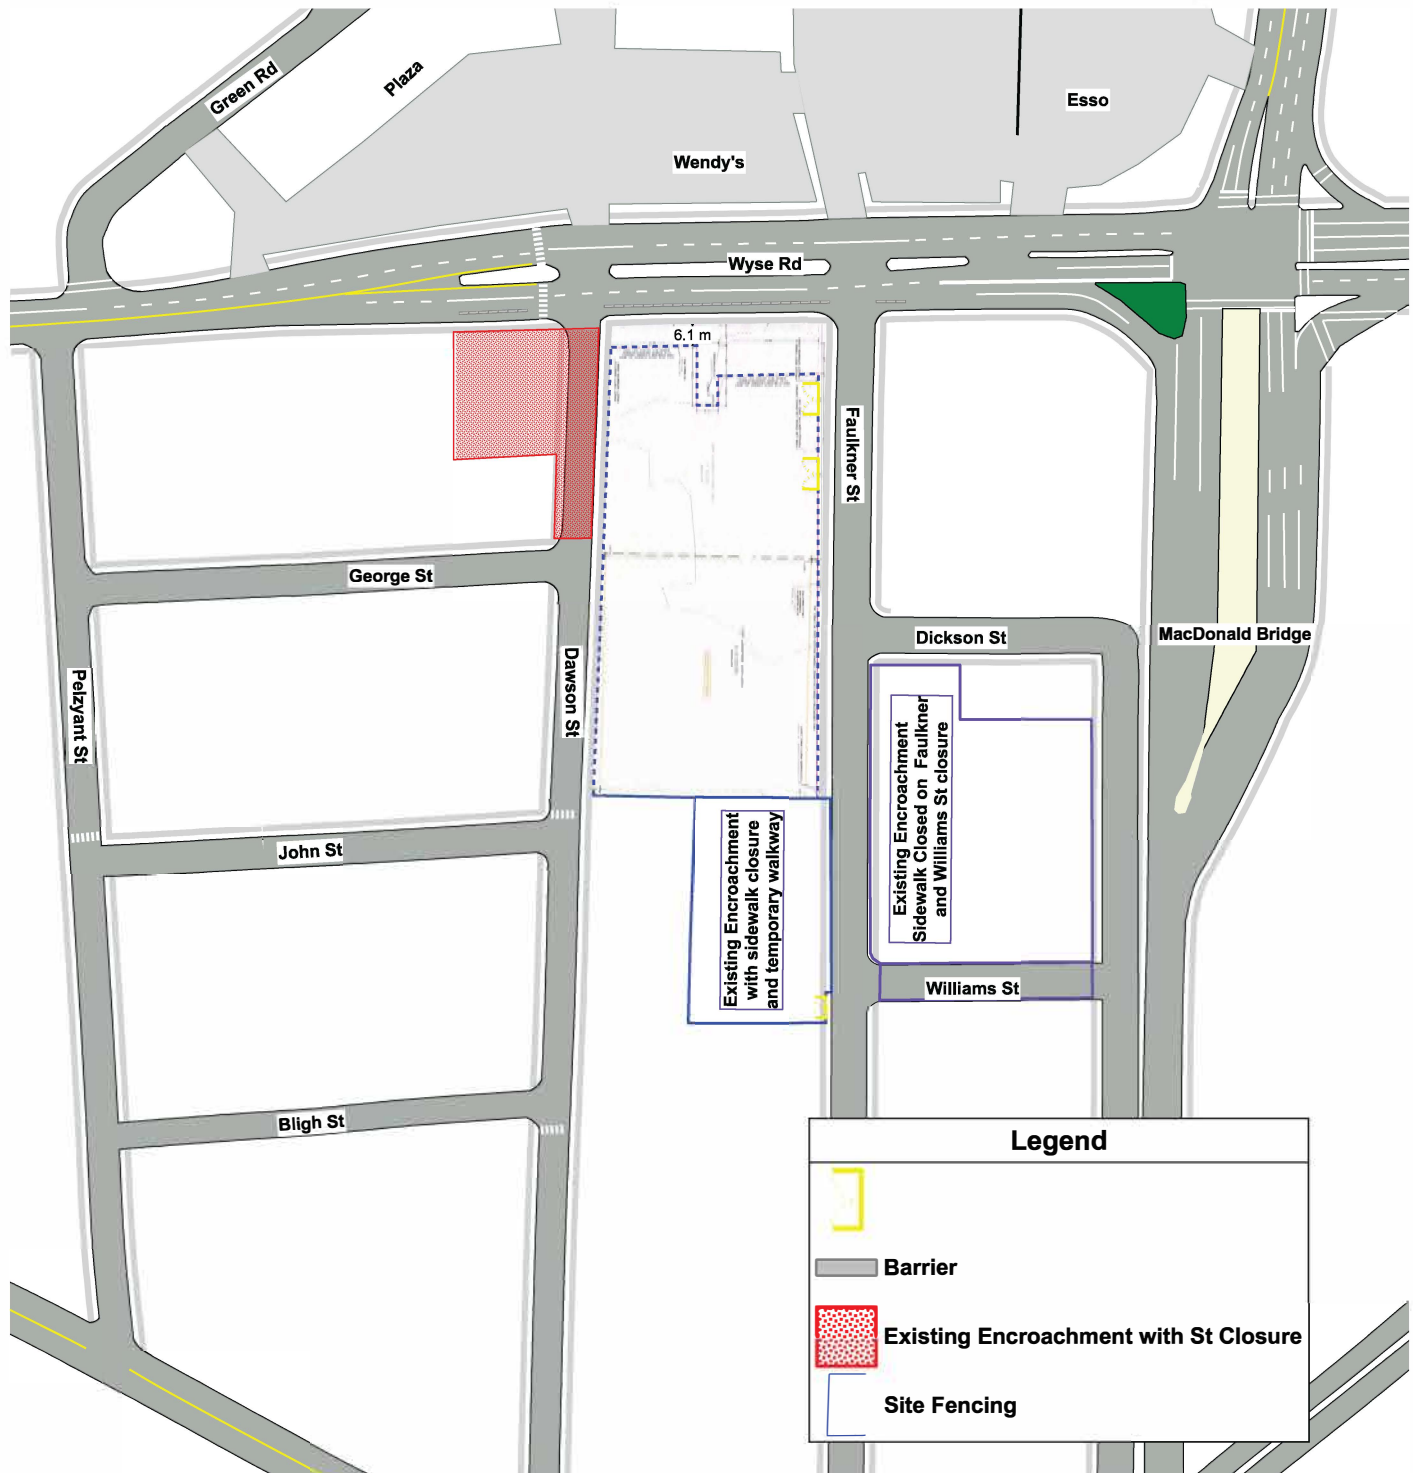 Green Rd
Plaza
Esso
Wendy's
Wyse Rd
6.1 m
Faulkner St
George St
Dickson St
MacDonald Bridge
Pelzyant St
Dawson St
Existing Encroachment
Sidewalk Closed on Faulkner
and Williams St closure
Existing Encroachment
with sidewalk closure
and temporary walkway
John St
Williams St
Bligh St
Legend
Barrier
Existing Encroachment with St Closure
Site Fencing